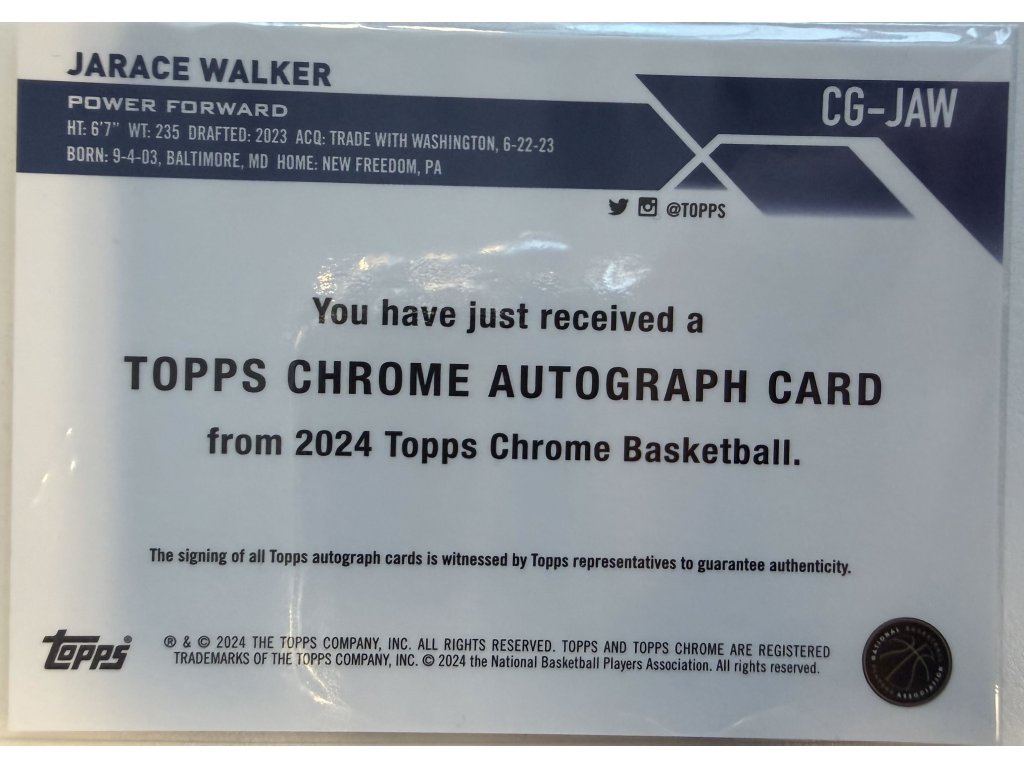 JARACE WALKER
CG-JAW
POWER FORWARD
HT: 6'7" WT: 235 DRAFTED: 2023 ACQ: TRADE WITH WASHINGTON, 6-22-23
BORN: 9-4-03, BALTIMORE, MD HOME: NEW FREEDOM, PA
@TOPPS
You have just received a
TOPPS CHROME AUTOGRAPH CARD
from 2024 Topps Chrome Basketball.
The signing of all Topps autograph cards is witnessed by Topps representatives to guarantee authenticity.
topps®
® & © 2024 THE TOPPS COMPANY, INC. ALL RIGHTS RESERVED. TOPPS AND TOPPS CHROME ARE REGISTERED
TRADEMARKS OF THE TOPPS COMPANY, INC. © 2024 the National Basketball Players Association. All rights reserved.
NATIONAL BASKETBALL
ASSOCIATION